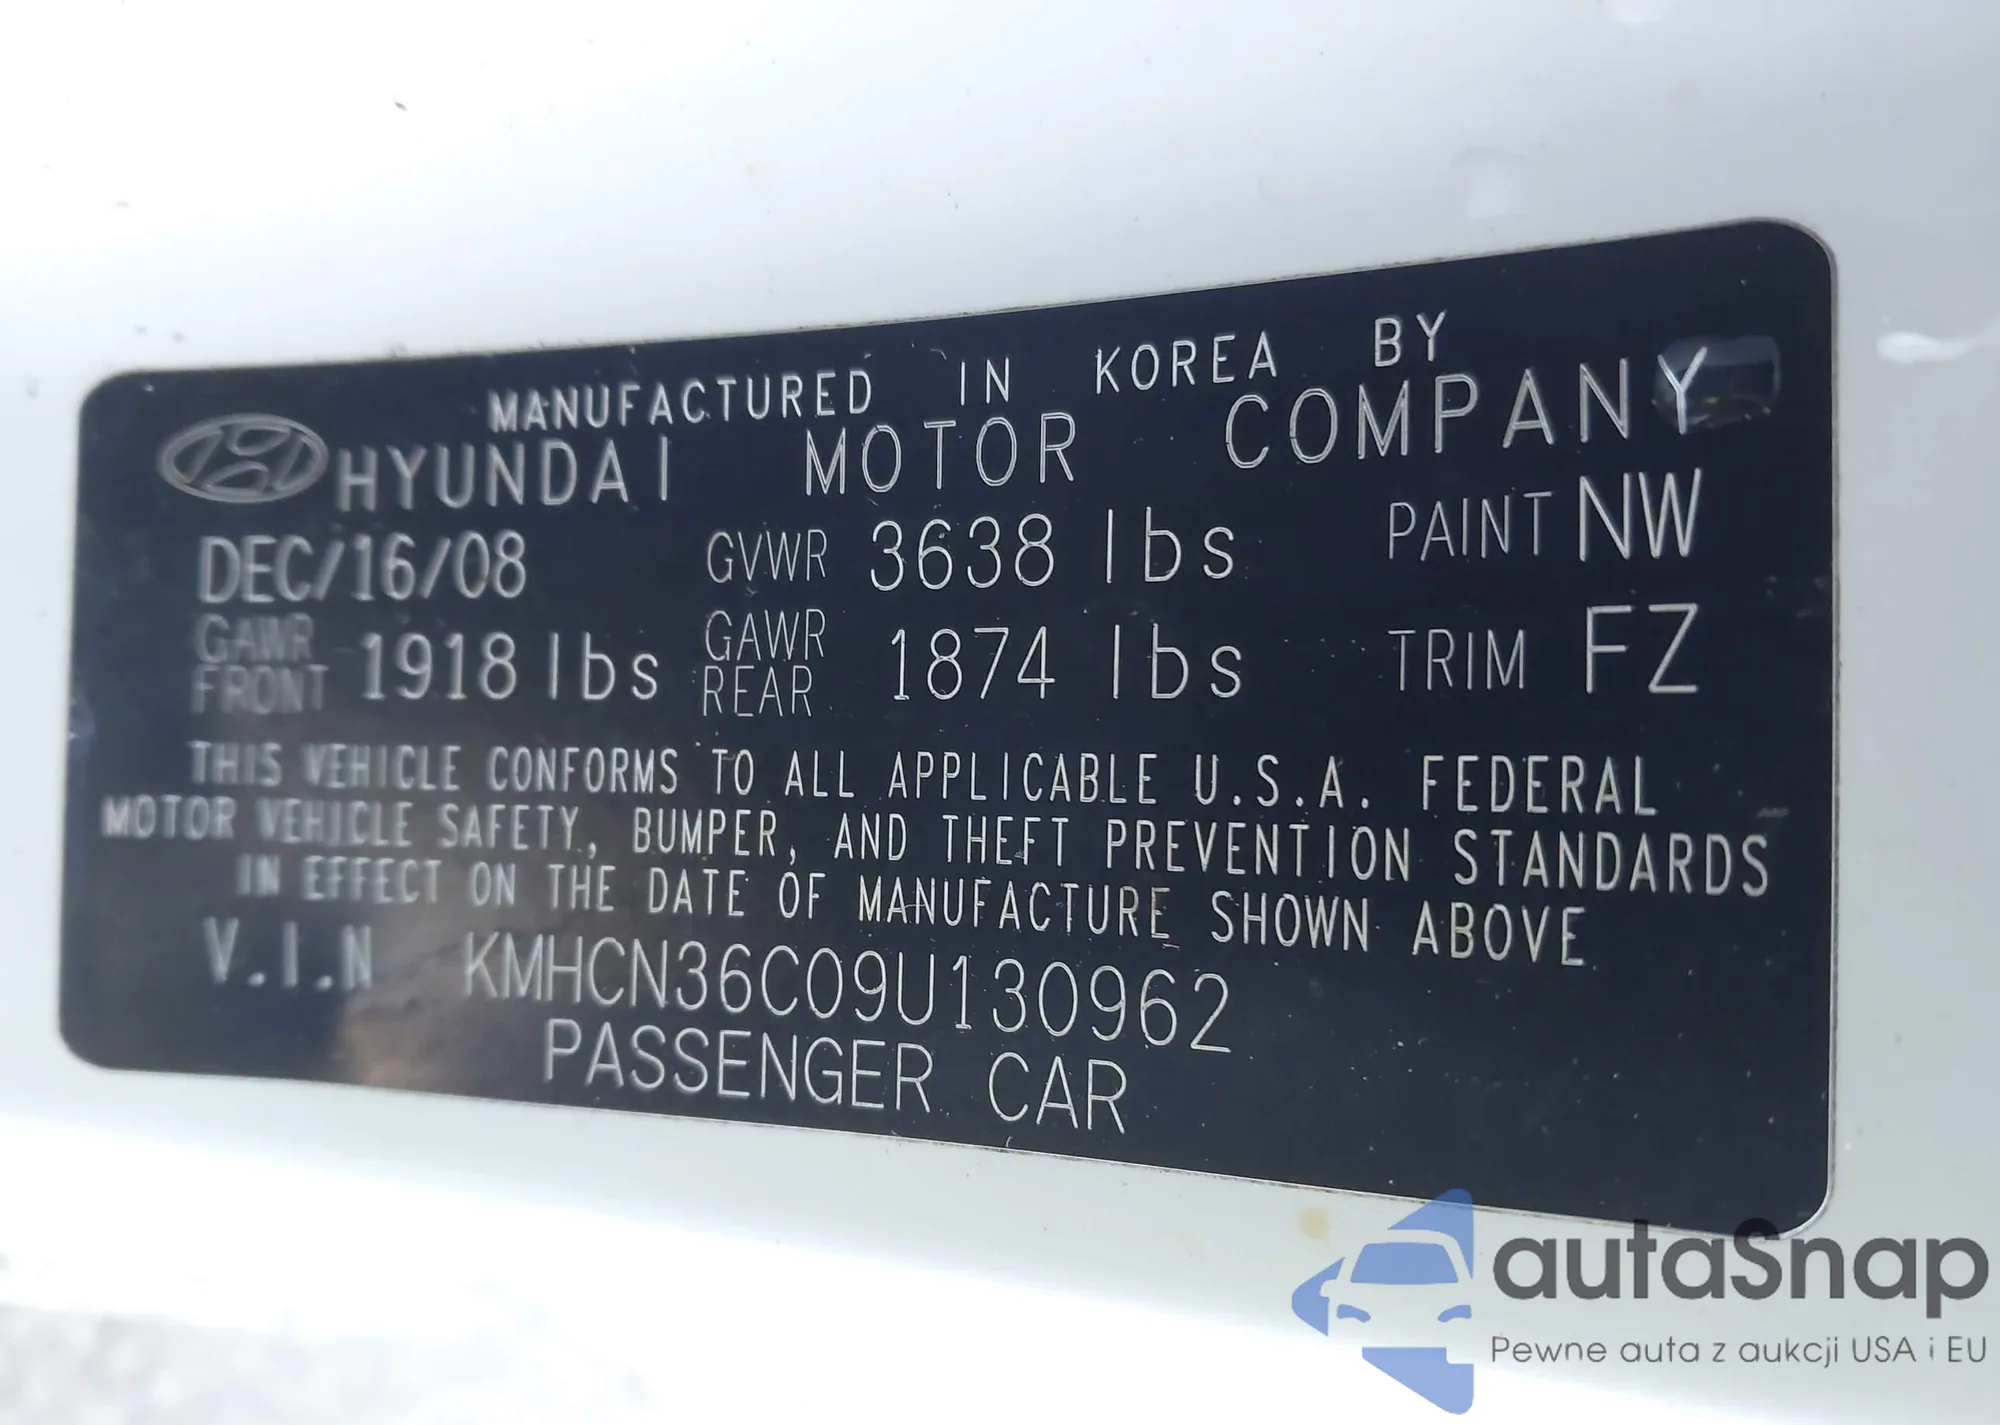 MANUFACTURED IN KOREA BY
HYUNDAI MOTOR COMPANY
DEC/16/08 GVWR 3638 lbs PAINT NW
GAWR FRONT 1918 lbs GAWR REAR 1874 lbs TRIM FZ
THIS VEHICLE CONFORMS TO ALL APPLICABLE U.S.A. FEDERAL
MOTOR VEHICLE SAFETY, BUMPER, AND THEFT PREVENTION STANDARDS
IN EFFECT ON THE DATE OF MANUFACTURE SHOWN ABOVE
V.I.N KMHCN36C09U130962
PASSENGER CAR
autaSnap
Pewne auta z aukcji USA i EU